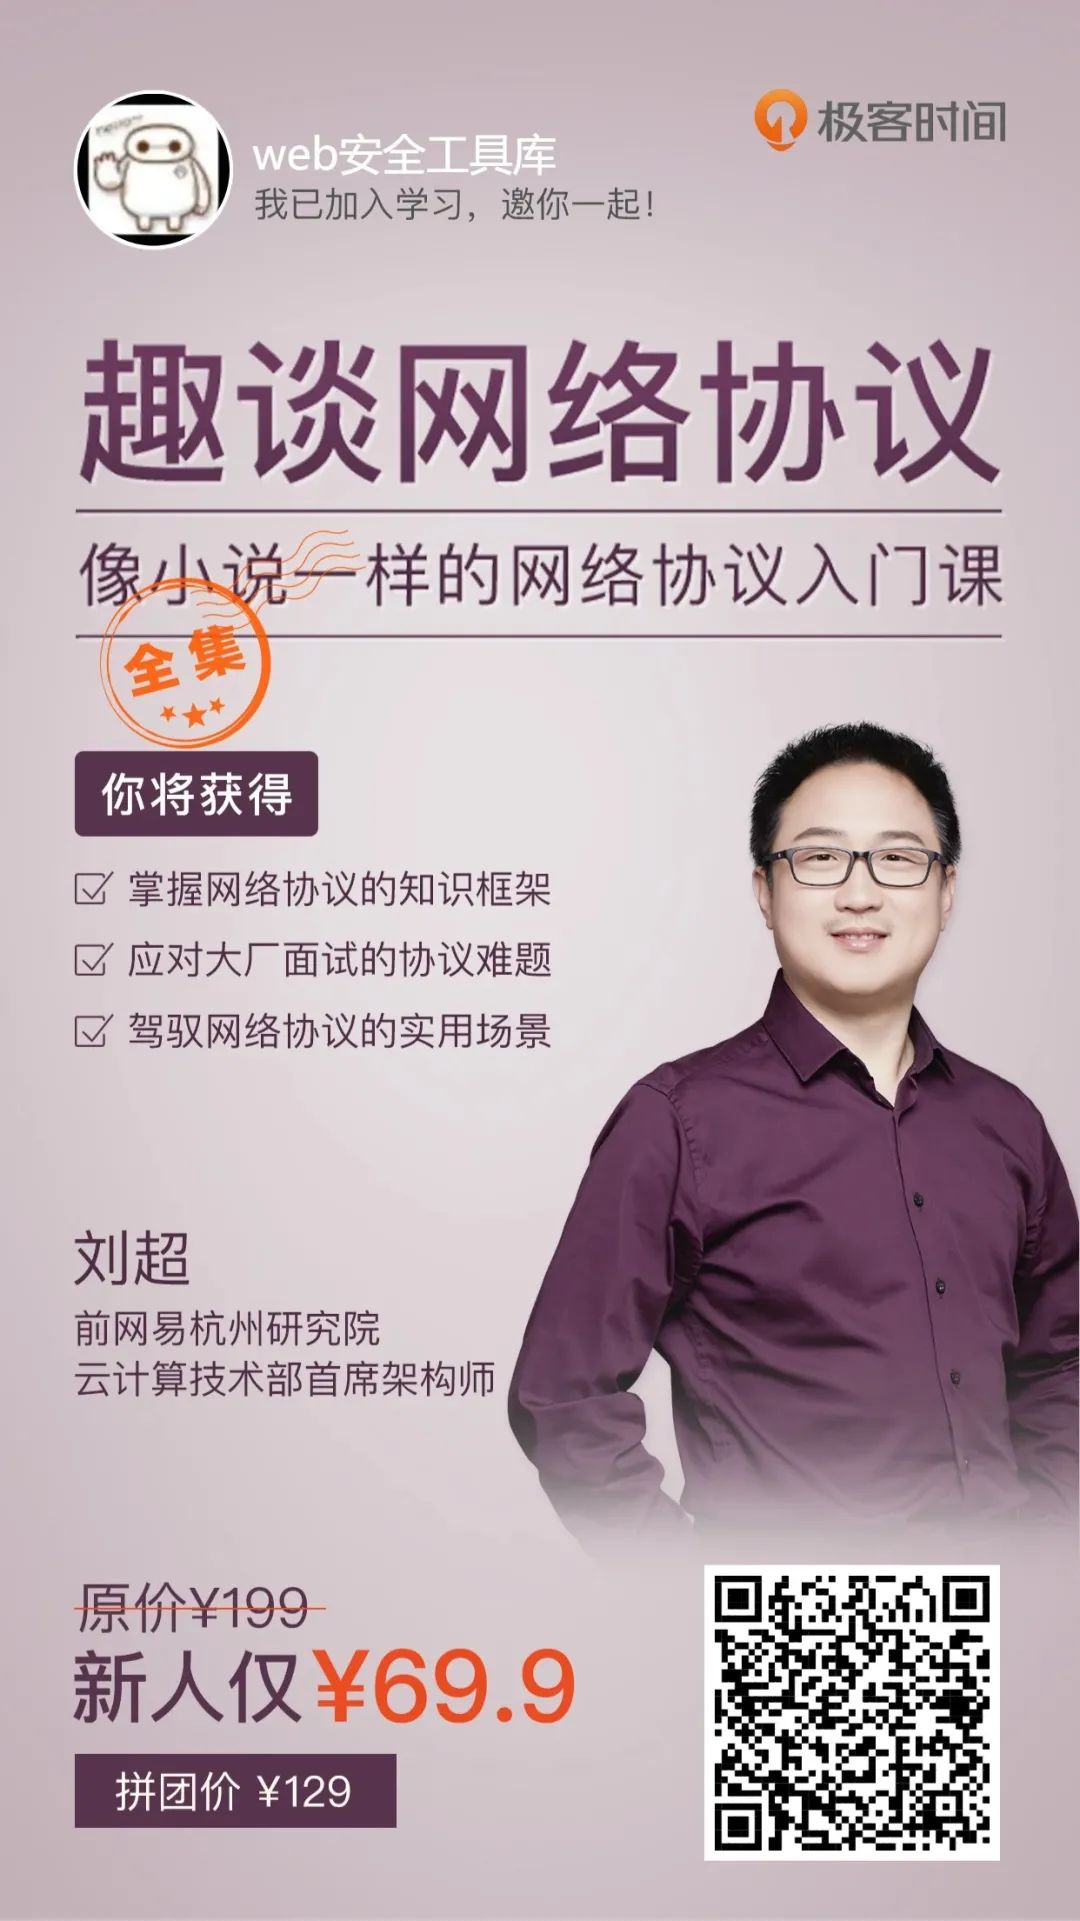 hello~
web安全工具库
我已加入学习，邀你一起！
极客时间
趣谈网络协议
像小说一样的网络协议入门课
全集
你将获得
掌握网络协议的知识框架
应对大厂面试的协议难题
驾驭网络协议的实用场景
刘超
前网易杭州研究院
云计算技术部首席架构师
原价¥199
新人仅¥69.9
拼团价 ¥129